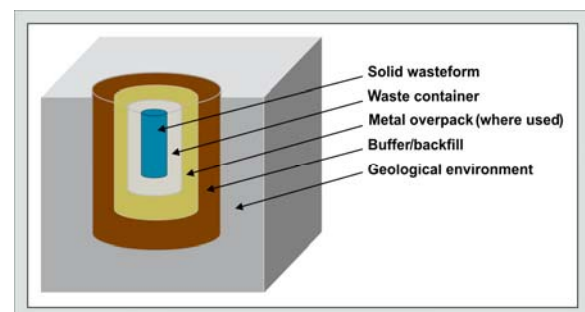 Solid wasteform
Waste container
Metal overpack (where used)
Buffer/backfill
Geological environment